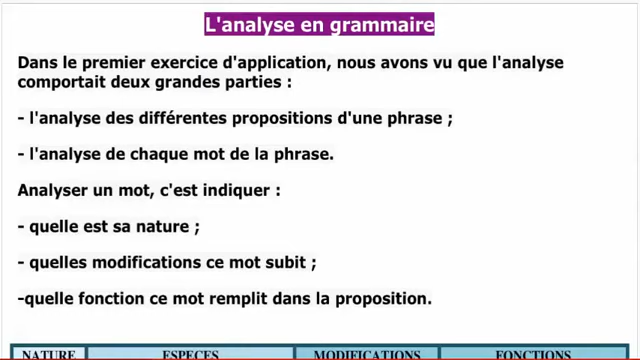 L'analyse en grammaire
Dans le premier exercice d'application, nous avons vu que l'analyse
comportait deux grandes parties :
- l'analyse des différentes propositions d'une phrase ;
- l'analyse de chaque mot de la phrase.
Analyser un mot, c'est indiquer :
- quelle est sa nature ;
- quelles modifications ce mot subit ;
-quelle fonction ce mot remplit dans la proposition.
NATURE ESPECES MODIFICATIONS FONCTIONS